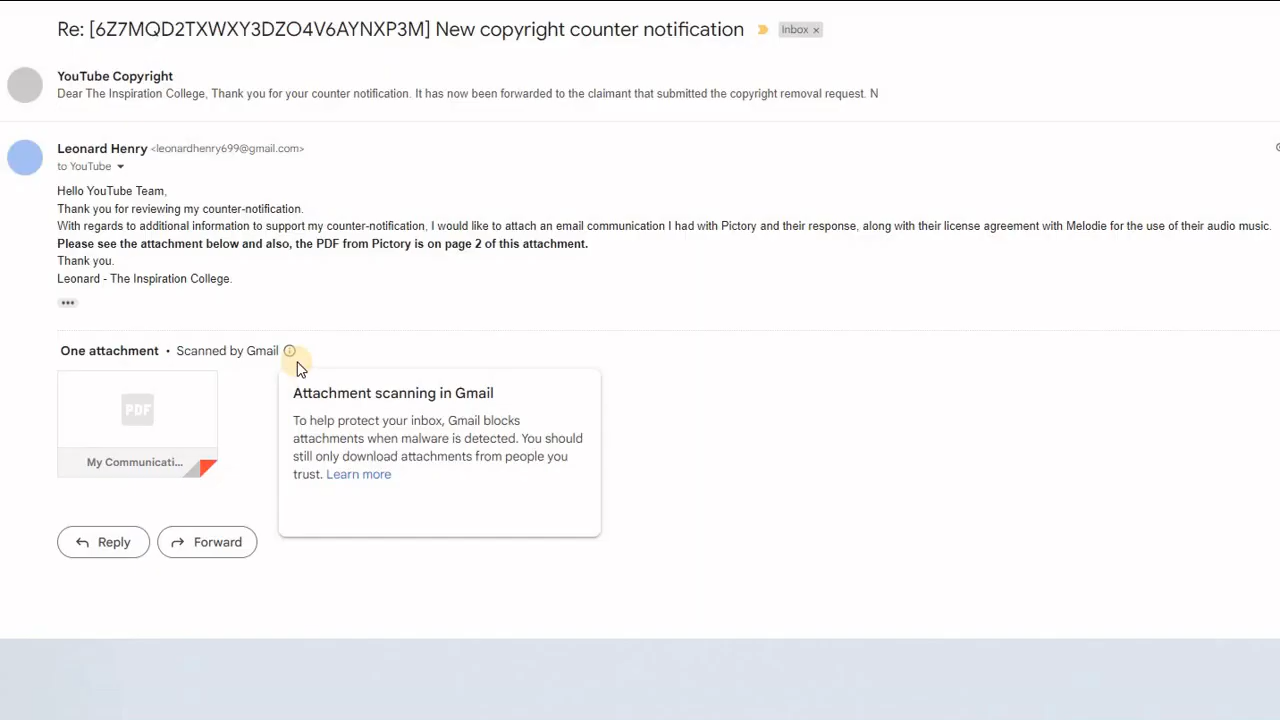 Re: [6Z7MQD2TXWXY3DZO4V6AYNXP3M] New copyright counter notification
Inbox ×
YouTube Copyright
Dear The Inspiration College, Thank you for your counter notification. It has now been forwarded to the claimant that submitted the copyright removal request. N
Leonard Henry <leonardhenry699@gmail.com>
to YouTube
Hello YouTube Team,
Thank you for reviewing my counter-notification.
With regards to additional information to support my counter-notification, I would like to attach an email communication I had with Pictory and their response, along with their license agreement with Melodie for the use of their audio music.
Please see the attachment below and also, the PDF from Pictory is on page 2 of this attachment.
Thank you.
Leonard - The Inspiration College.
One attachment • Scanned by Gmail
PDF
My Communicati...
Attachment scanning in Gmail
To help protect your inbox, Gmail blocks
attachments when malware is detected. You should
still only download attachments from people you
trust. Learn more
Reply
Forward